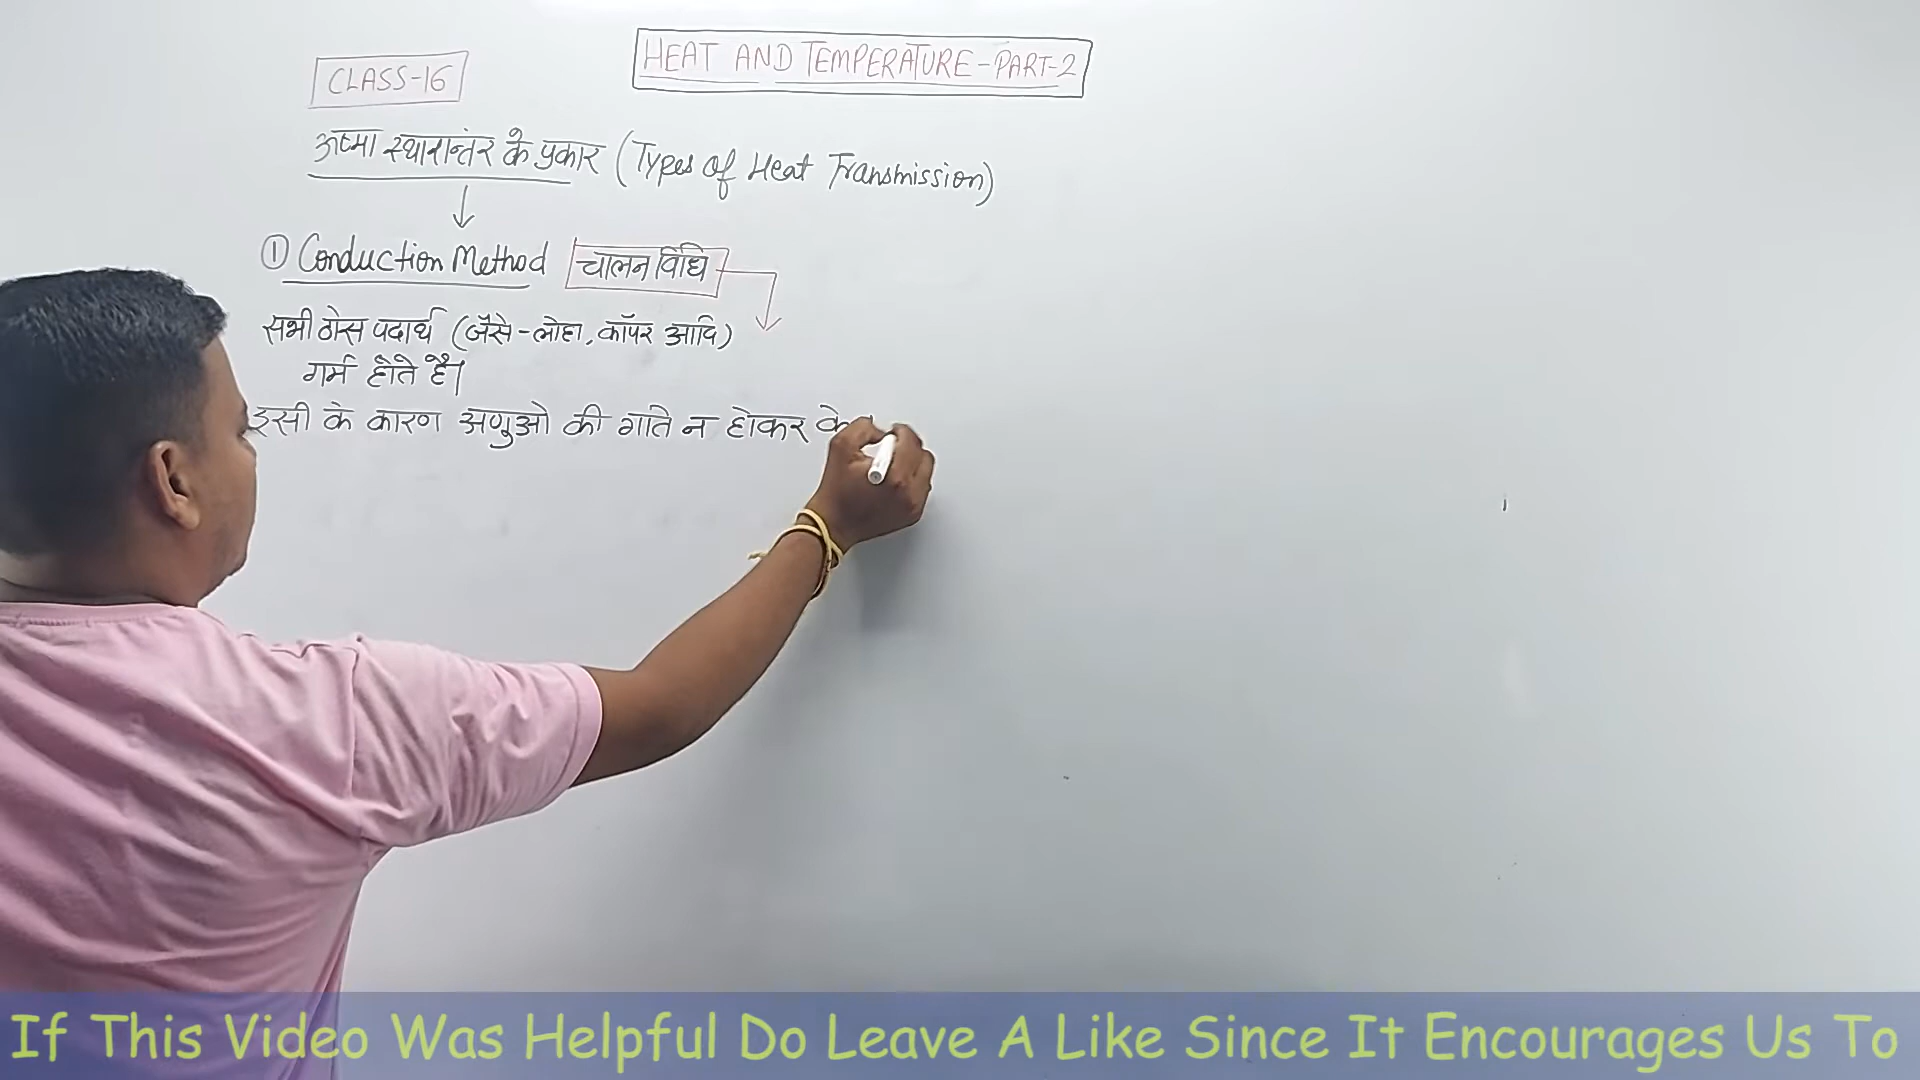 CLASS-16
HEAT AND TEMPERATURE-PART-2
ऊष्मा स्थानान्तर के प्रकार (Types of Heat Transmission)
① Conduction Method चालन विधि
सभी ठोस पदार्थ (जैसे-लोहा, कॉपर आदि)
गर्म होते है।
इसी के कारण अणुओ की गति न होकर
If This Video Was Helpful Do Leave A Like Since It Encourages Us To